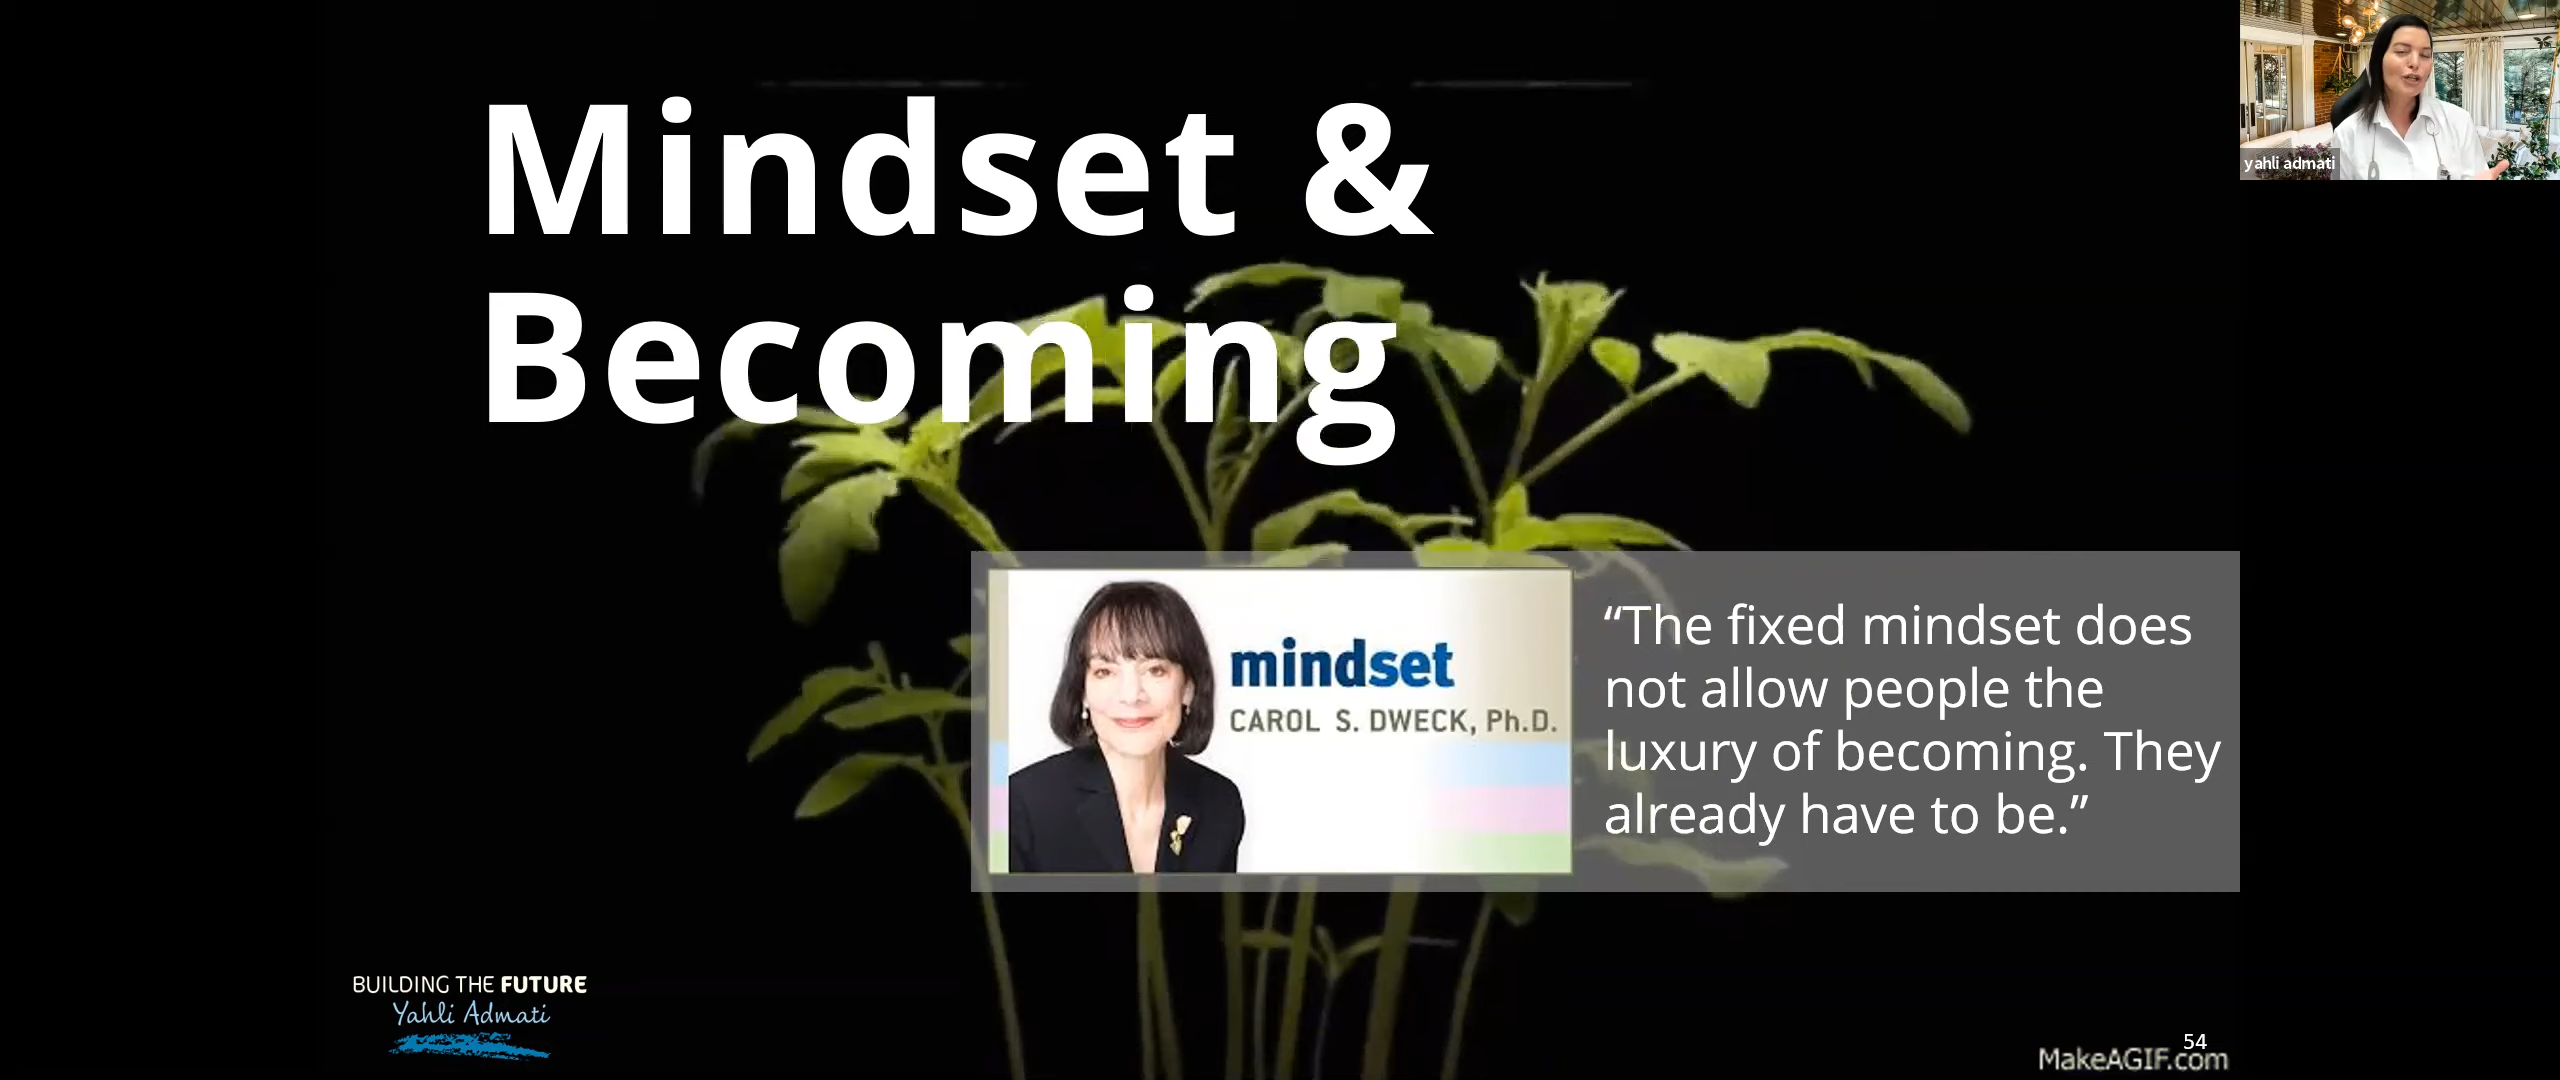 Mindset &
Becoming
yahli admati
mindset
CAROL S. DWECK, Ph.D.
“The fixed mindset does
not allow people the
luxury of becoming. They
already have to be.”
BUILDING THE FUTURE
Yahli Admati
54
MakeAGIF.com